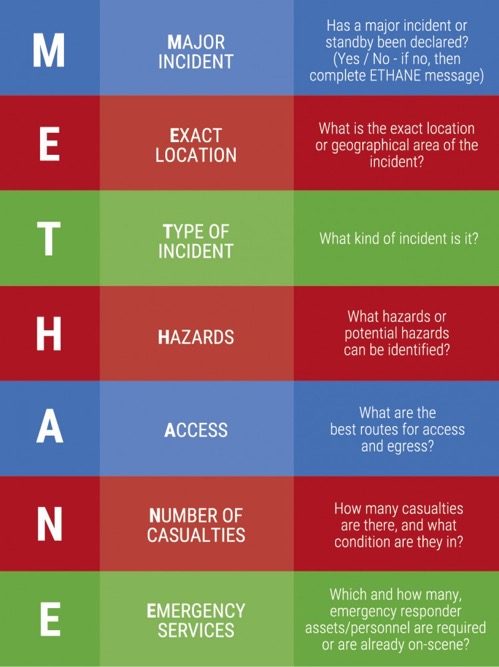 M
MAJOR
INCIDENT
Has a major incident or
standby been declared?
(Yes / No - if no, then
complete ETHANE message)
E
EXACT
LOCATION
What is the exact location
or geographical area of the
incident?
T
TYPE OF
INCIDENT
What kind of incident is it?
H
HAZARDS
What hazards or
potential hazards
can be identified?
A
ACCESS
What are the
best routes for access
and egress?
N
NUMBER OF
CASUALTIES
How many casualties
are there, and what
condition are they in?
E
EMERGENCY
SERVICES
Which and how many,
emergency responder
assets/personnel are required
or are already on-scene?